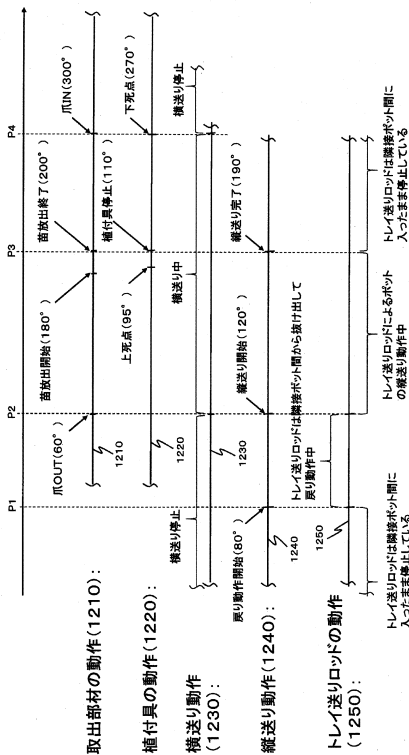 P1
P2
P3
P4
取出部材の動作(1210):
爪OUT(60°)
苗放出開始(180°)
苗放出終了(200°)
爪IN(300°)
1210
植付具の動作(1220):
上死点(95°)
植付具停止(110°)
下死点(270°)
1220
横送り動作
(1230):
横送り停止
横送り中
横送り停止
1230
縦送り動作(1240):
戻り動作開始(80°)
縦送り開始(120°)
縦送り完了(190°)
1240
トレイ送りロッドの動作
(1250):
トレイ送りロッドは隣接ポット間から抜け出して
戻り動作中
1250
トレイ送りロッドは隣接ポット間に
入ったまま停止している
トレイ送りロッドによるポット
の縦送り動作中
トレイ送りロッドは隣接ポット間に
入ったまま停止している